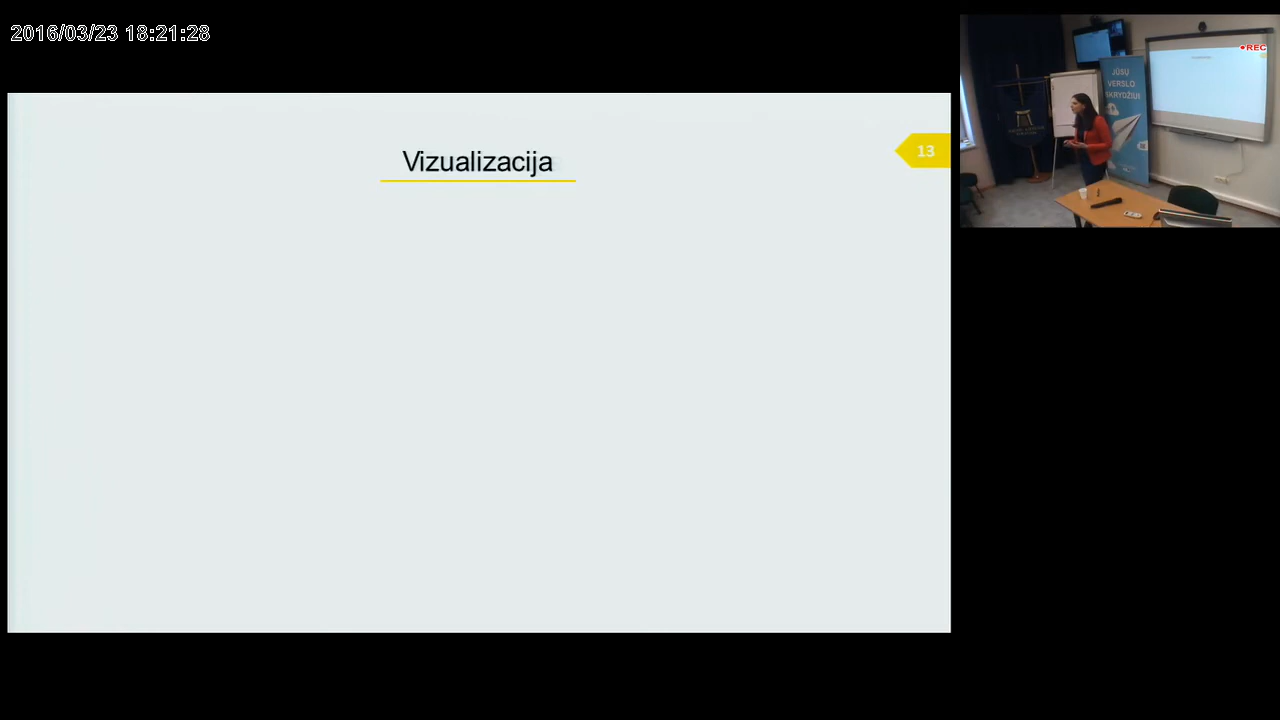 2016/03/23 18:21:28
Vizualizacija
13
REC
JŪSŲ
VERSLO
SKRYDŽIUI